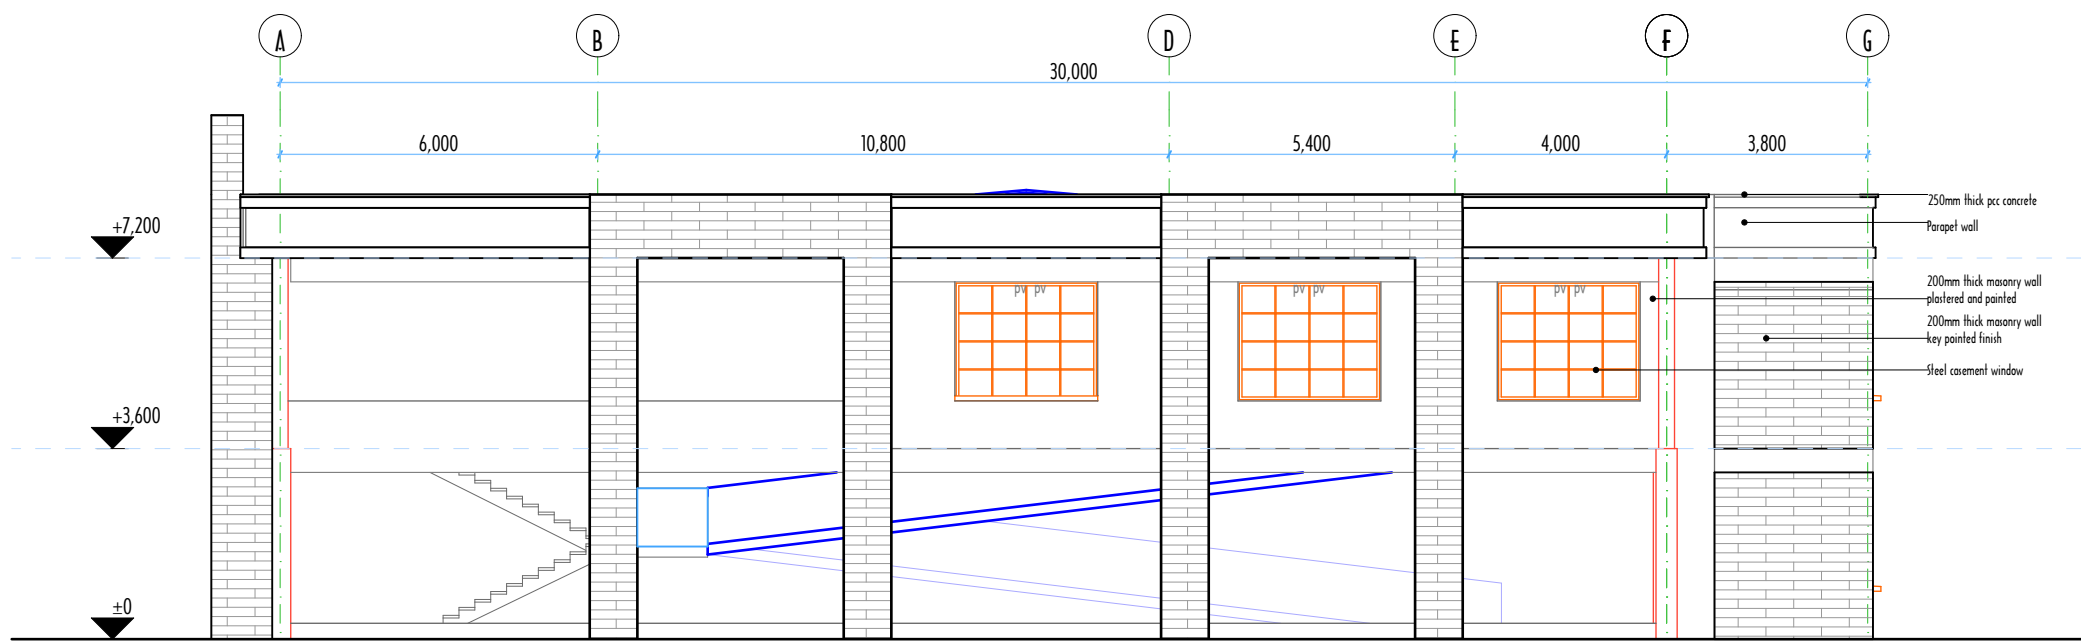 A B D E F G
30,000
6,000 10,800 5,400 4,000 3,800
250mm thick pcc concrete
+7,200
Parapet wall
200mm thick masonry wall
plastered and painted
pv pv pv pv pv pv
200mm thick masonry wall
key pointed finish
Steel casement window
+3,600
±0